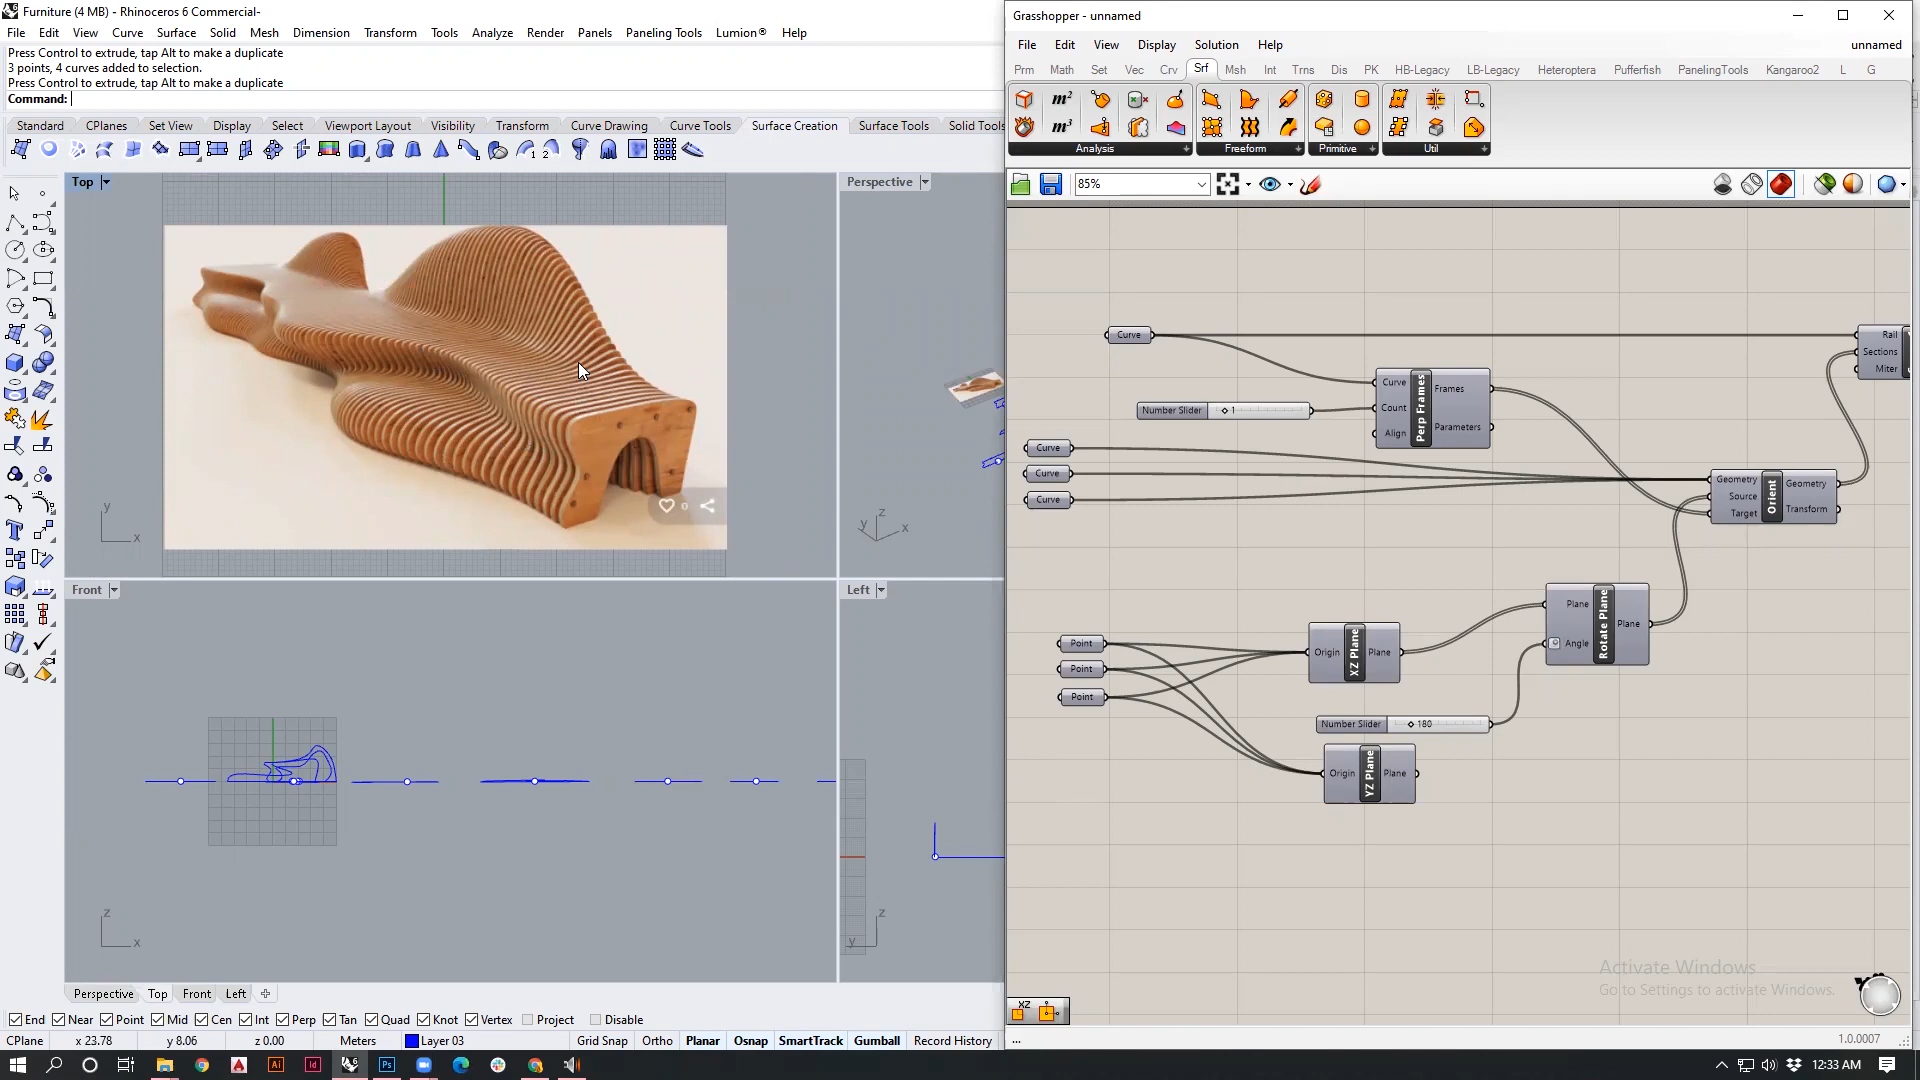 Furniture (4 MB) - Rhinoceros 6 Commercial-
File Edit View Curve Surface Solid Mesh Dimension Transform Tools Analyze Render Panels Paneling Tools Lumion® Help
Press Control to extrude, tap Alt to make a duplicate
3 points, 4 curves added to selection.
Press Control to extrude, tap Alt to make a duplicate
Command:
Standard CPlanes Set View Display Select Viewport Layout Visibility Transform Curve Drawing Curve Tools Surface Creation Surface Tools Solid Tools
Top
Perspective
0
y
x
z
y
x
Front
Left
z
x
z
y
Perspective Top Front Left
End Near Point Mid Cen Int Perp Tan Quad Knot Vertex Project Disable
CPlane x 23.78 y 8.06 z 0.00 Meters Layer 03 Grid Snap Ortho Planar Osnap SmartTrack Gumball Record History
Grasshopper - unnamed
File Edit View Display Solution Help unnamed
Prm Math Set Vec Crv Srf Msh Int Trns Dis PK HB-Legacy LB-Legacy Heteroptera Pufferfish PanelingTools Kangaroo2 L G
m²
m³
Analysis Freeform Primitive Util
85%
Curve
Rail
Sections
Miter
Curve
Count
Align
Perp Frames
Frames
Parameters
Number Slider 1
Curve
Curve
Curve
Geometry
Source
Target
Orient
Geometry
Transform
Point
Point
Point
Origin XZ Plane Plane
Plane
Angle
Rotate Plane
Plane
Number Slider 180
Origin YZ Plane Plane
Activate Windows
Go to Settings to activate Windows.
XZ
...
1.0.0007
12:33 AM